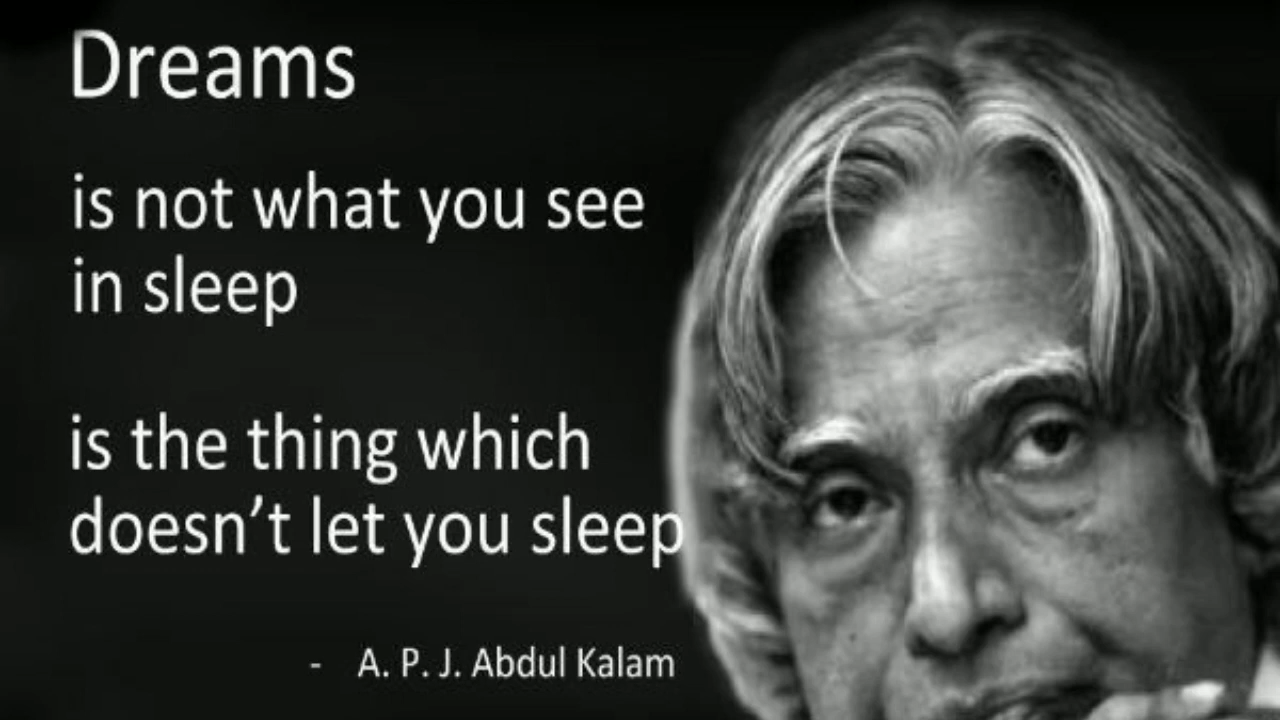 Dreams
is not what you see
in sleep
is the thing which
doesn’t let you sleep
- A. P. J. Abdul Kalam